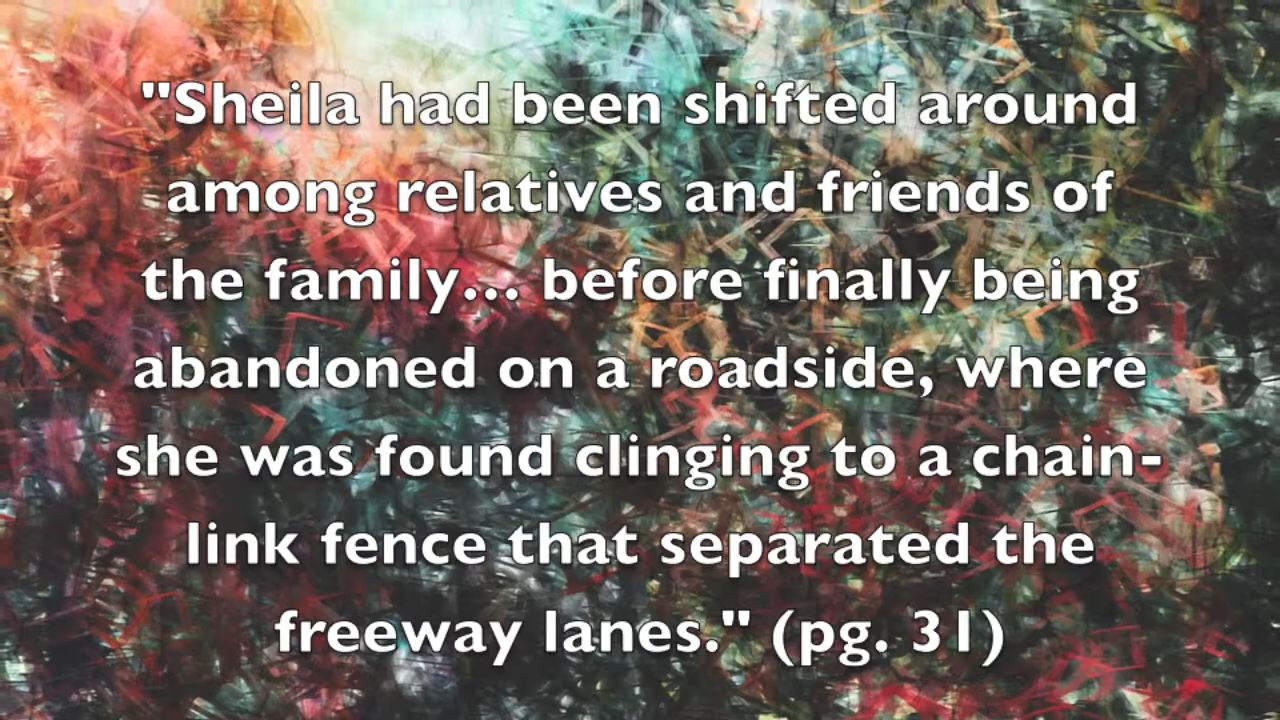 "Sheila had been shifted around
among relatives and friends of
the family... before finally being
abandoned on a roadside, where
she was found clinging to a chain-
link fence that separated the
freeway lanes." (pg. 31)